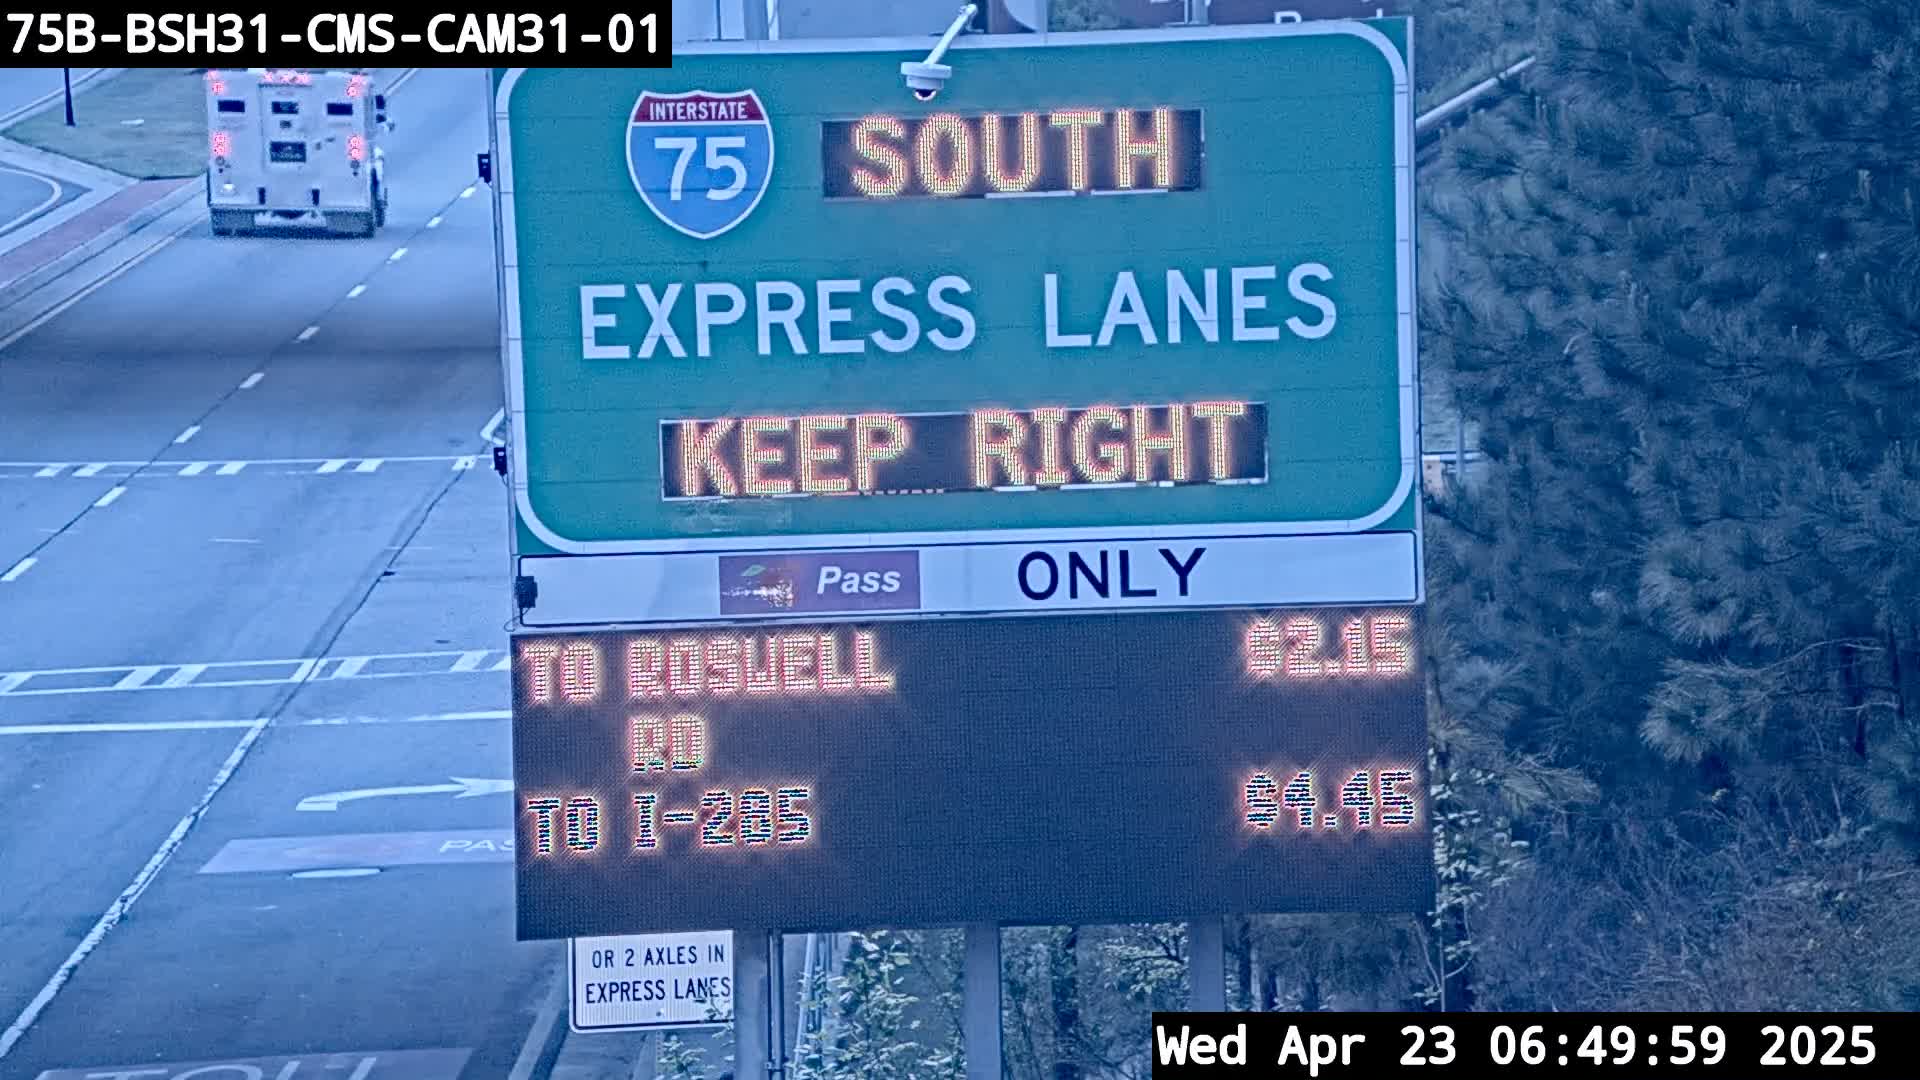 75B-BSH31-CMS-CAM31-01
INTERSTATE
75
SOUTH
EXPRESS LANES
KEEP RIGHT
Pass ONLY
TO ROSWELL $2.15
RD
TO I-285 $4.45
OR 2 AXLES IN
EXPRESS LANES
Wed Apr 23 06:49:59 2025